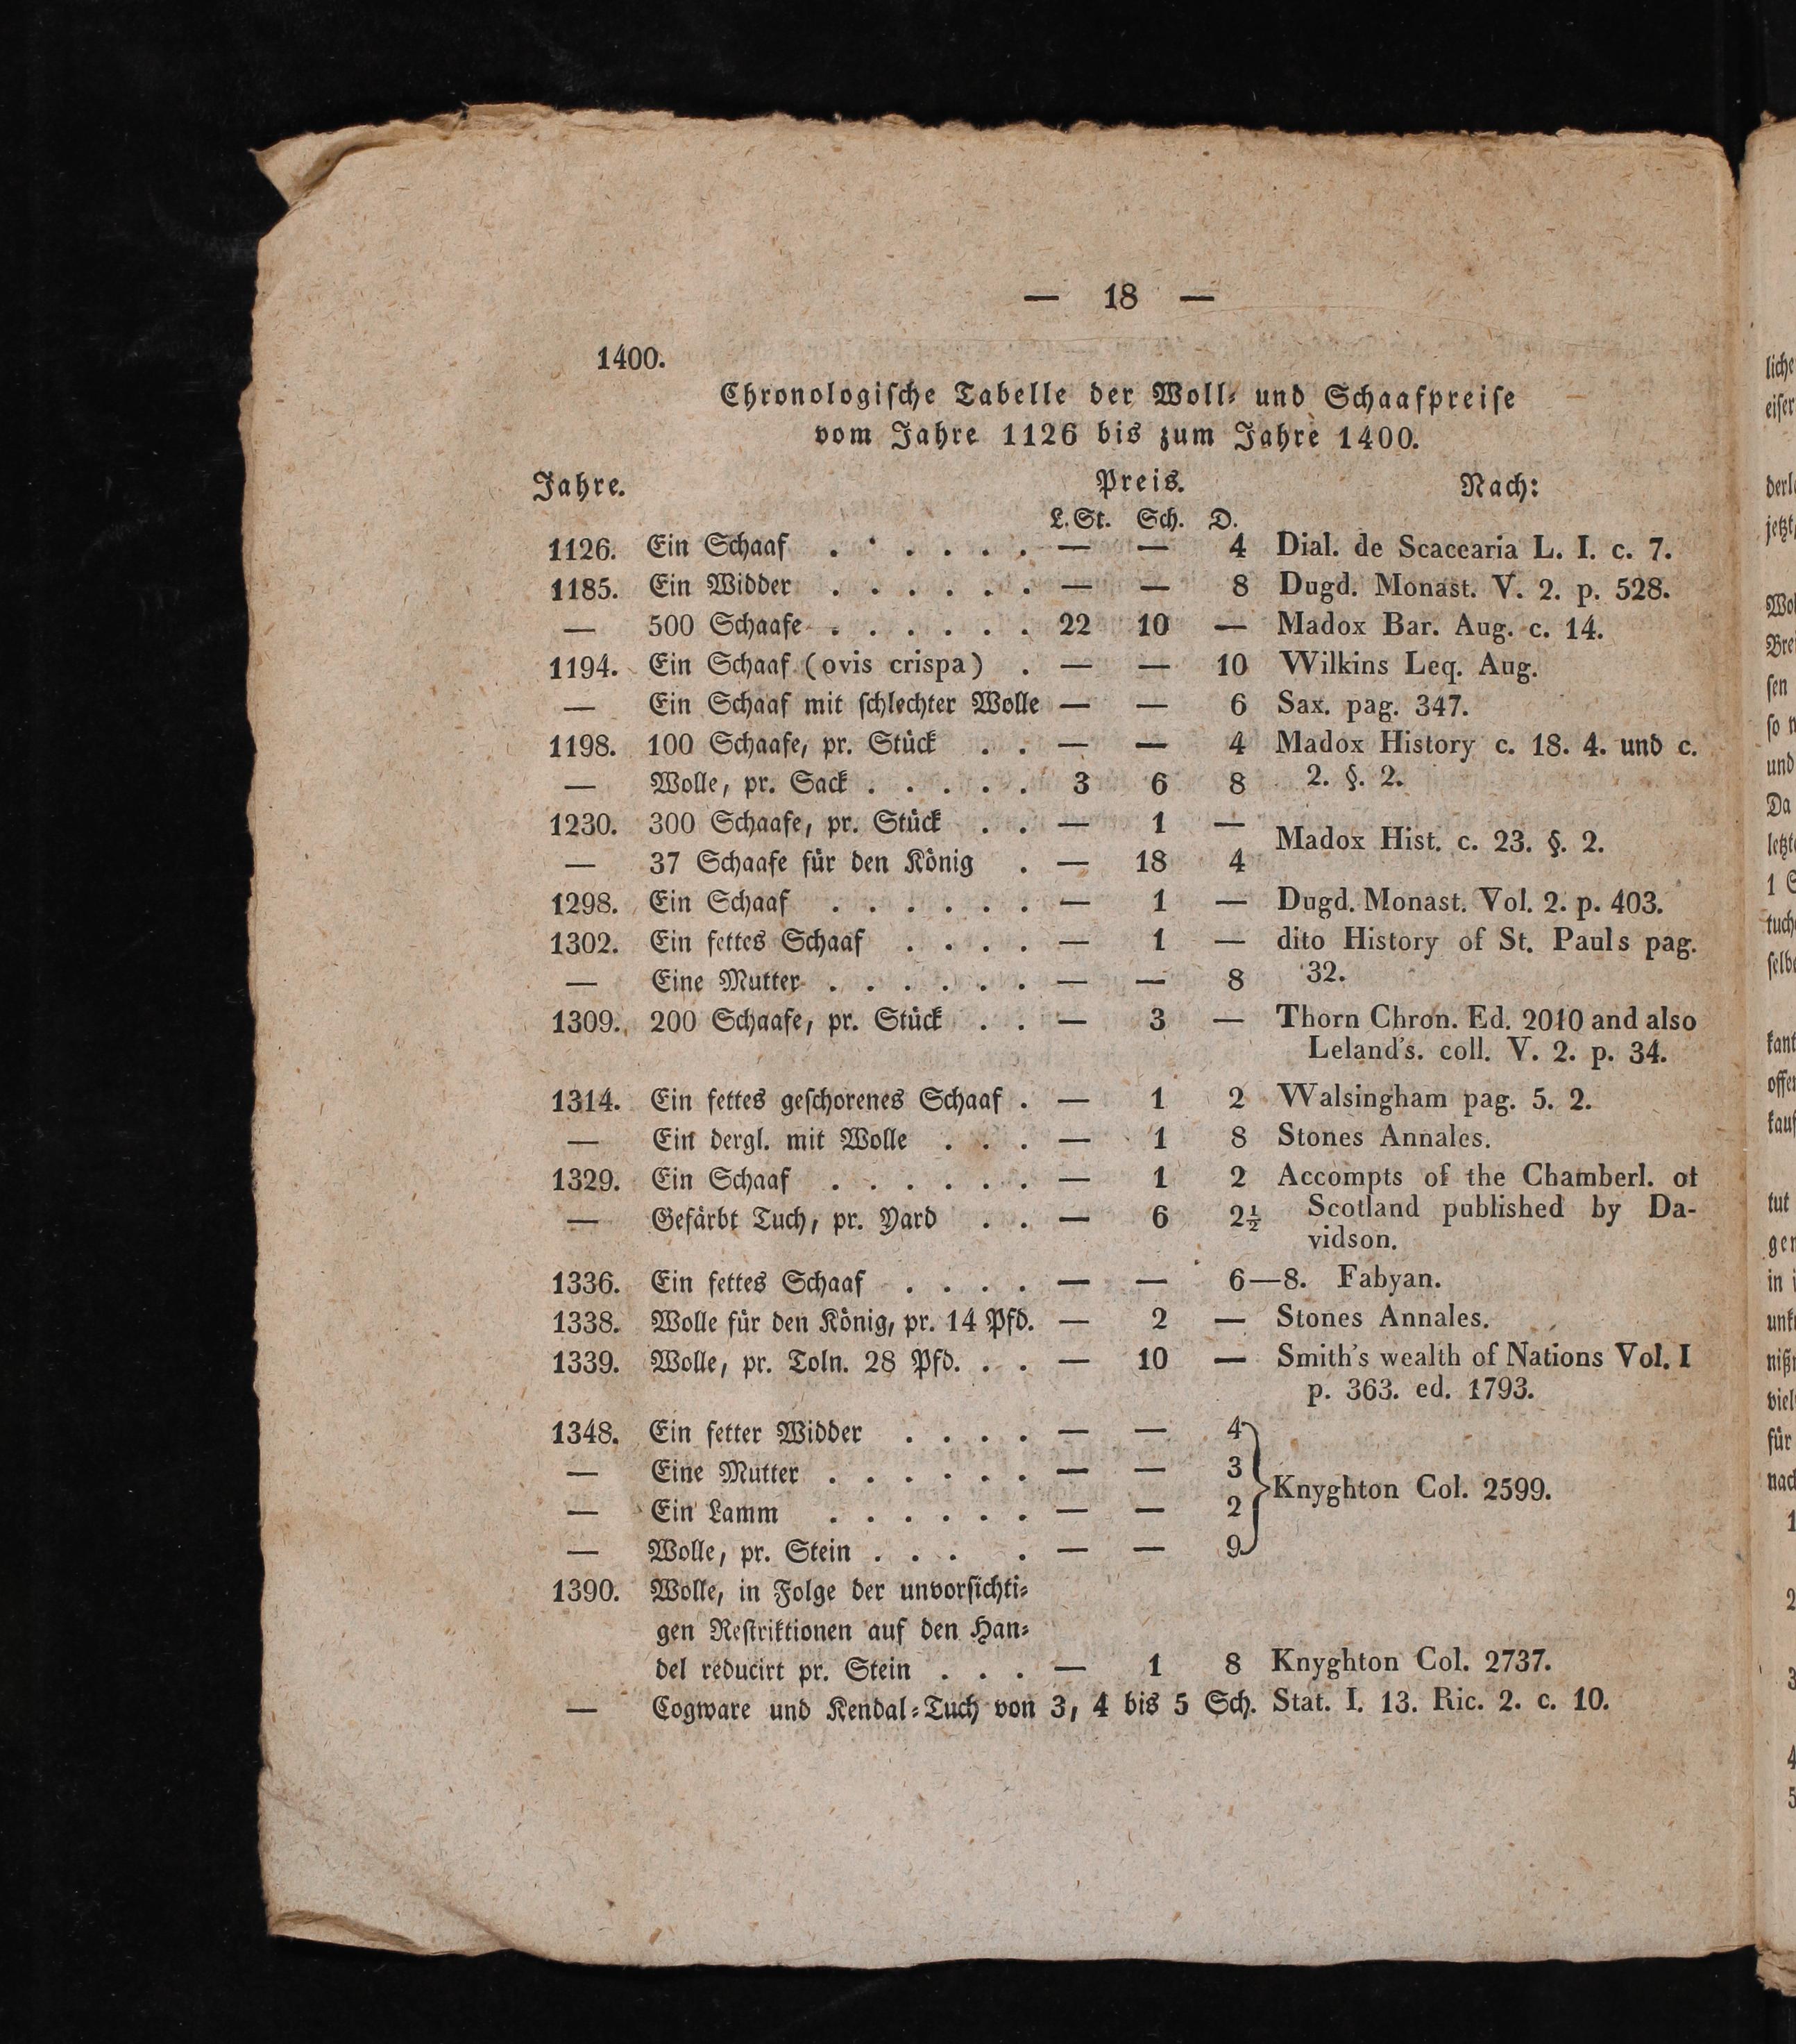 — 18 —
1400.
Chronologische Tabelle der Woll- und Schaafpreise
vom Jahre 1126 bis zum Jahre 1400.
Jahre. Preis. Nach:
L. St. Sch. D.
1126. Ein Schaaf . . . . . . — — 4 Dial. de Scaccaria L. I. c. 7.
1185. Ein Widder . . . . . . — — 8 Dugd. Monast. V. 2. p. 528.
— 500 Schaafe . . . . . . 22 10 — Madox Bar. Aug. c. 14.
1194. Ein Schaaf (ovis crispa) . — — 10 Wilkins Leq. Aug.
— Ein Schaaf mit schlechter Wolle — — 6 Sax. pag. 347.
1198. 100 Schaafe, pr. Stück . . — — 4 Madox History c. 18. 4. und c.
— Wolle, pr. Sack . . . . . 3 6 8 2. §. 2.
1230. 300 Schaafe, pr. Stück . . — 1 —
Madox Hist. c. 23. §. 2.
— 37 Schaafe für den König . — 18 4
1298. Ein Schaaf . . . . . . — 1 — Dugd. Monast. Vol. 2. p. 403.
1302. Ein fettes Schaaf . . . . — 1 — dito History of St. Pauls pag.
— Eine Mutter . . . . . . — — 8 32.
1309. 200 Schaafe, pr. Stück . . — 3 — Thorn Chron. Ed. 2010 and also
Leland's. coll. V. 2. p. 34.
1314. Ein fettes geschorenes Schaaf . — 1 2 Walsingham pag. 5. 2.
— Ein dergl. mit Wolle . . . — 1 8 Stones Annales.
1329. Ein Schaaf . . . . . . — 1 2 Accompts of the Chamberl. of
— Gefärbt Tuch, pr. Yard . . — 6 2½ Scotland published by Da-
vidson.
1336. Ein fettes Schaaf . . . . — — 6—8. Fabyan.
1338. Wolle für den König, pr. 14 Pfd. — 2 — Stones Annales.
1339. Wolle, pr. Toln. 28 Pfd. . . — 10 — Smith's wealth of Nations Vol. I
p. 363. ed. 1793.
1348. Ein fetter Widder . . . . — — 4
— Eine Mutter . . . . . . — — 3
Knyghton Col. 2599.
— Ein Lamm . . . . . . — — 2
— Wolle, pr. Stein . . . . — — 9
1390. Wolle, in Folge der unvorsichti-
gen Restriktionen auf den Han-
del reducirt pr. Stein . . . — 1 8 Knyghton Col. 2737.
— Cogware und Kendal-Tuch von 3, 4 bis 5 Sch. Stat. I. 13. Ric. 2. c. 10.